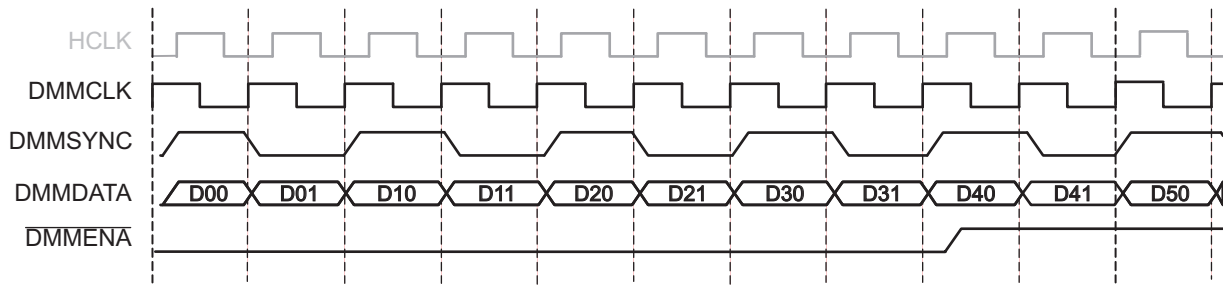 HCLK
DMMCLK
DMMSYNC
DMMDATA D00 D01 D10 D11 D20 D21 D30 D31 D40 D41 D50
DMMENA